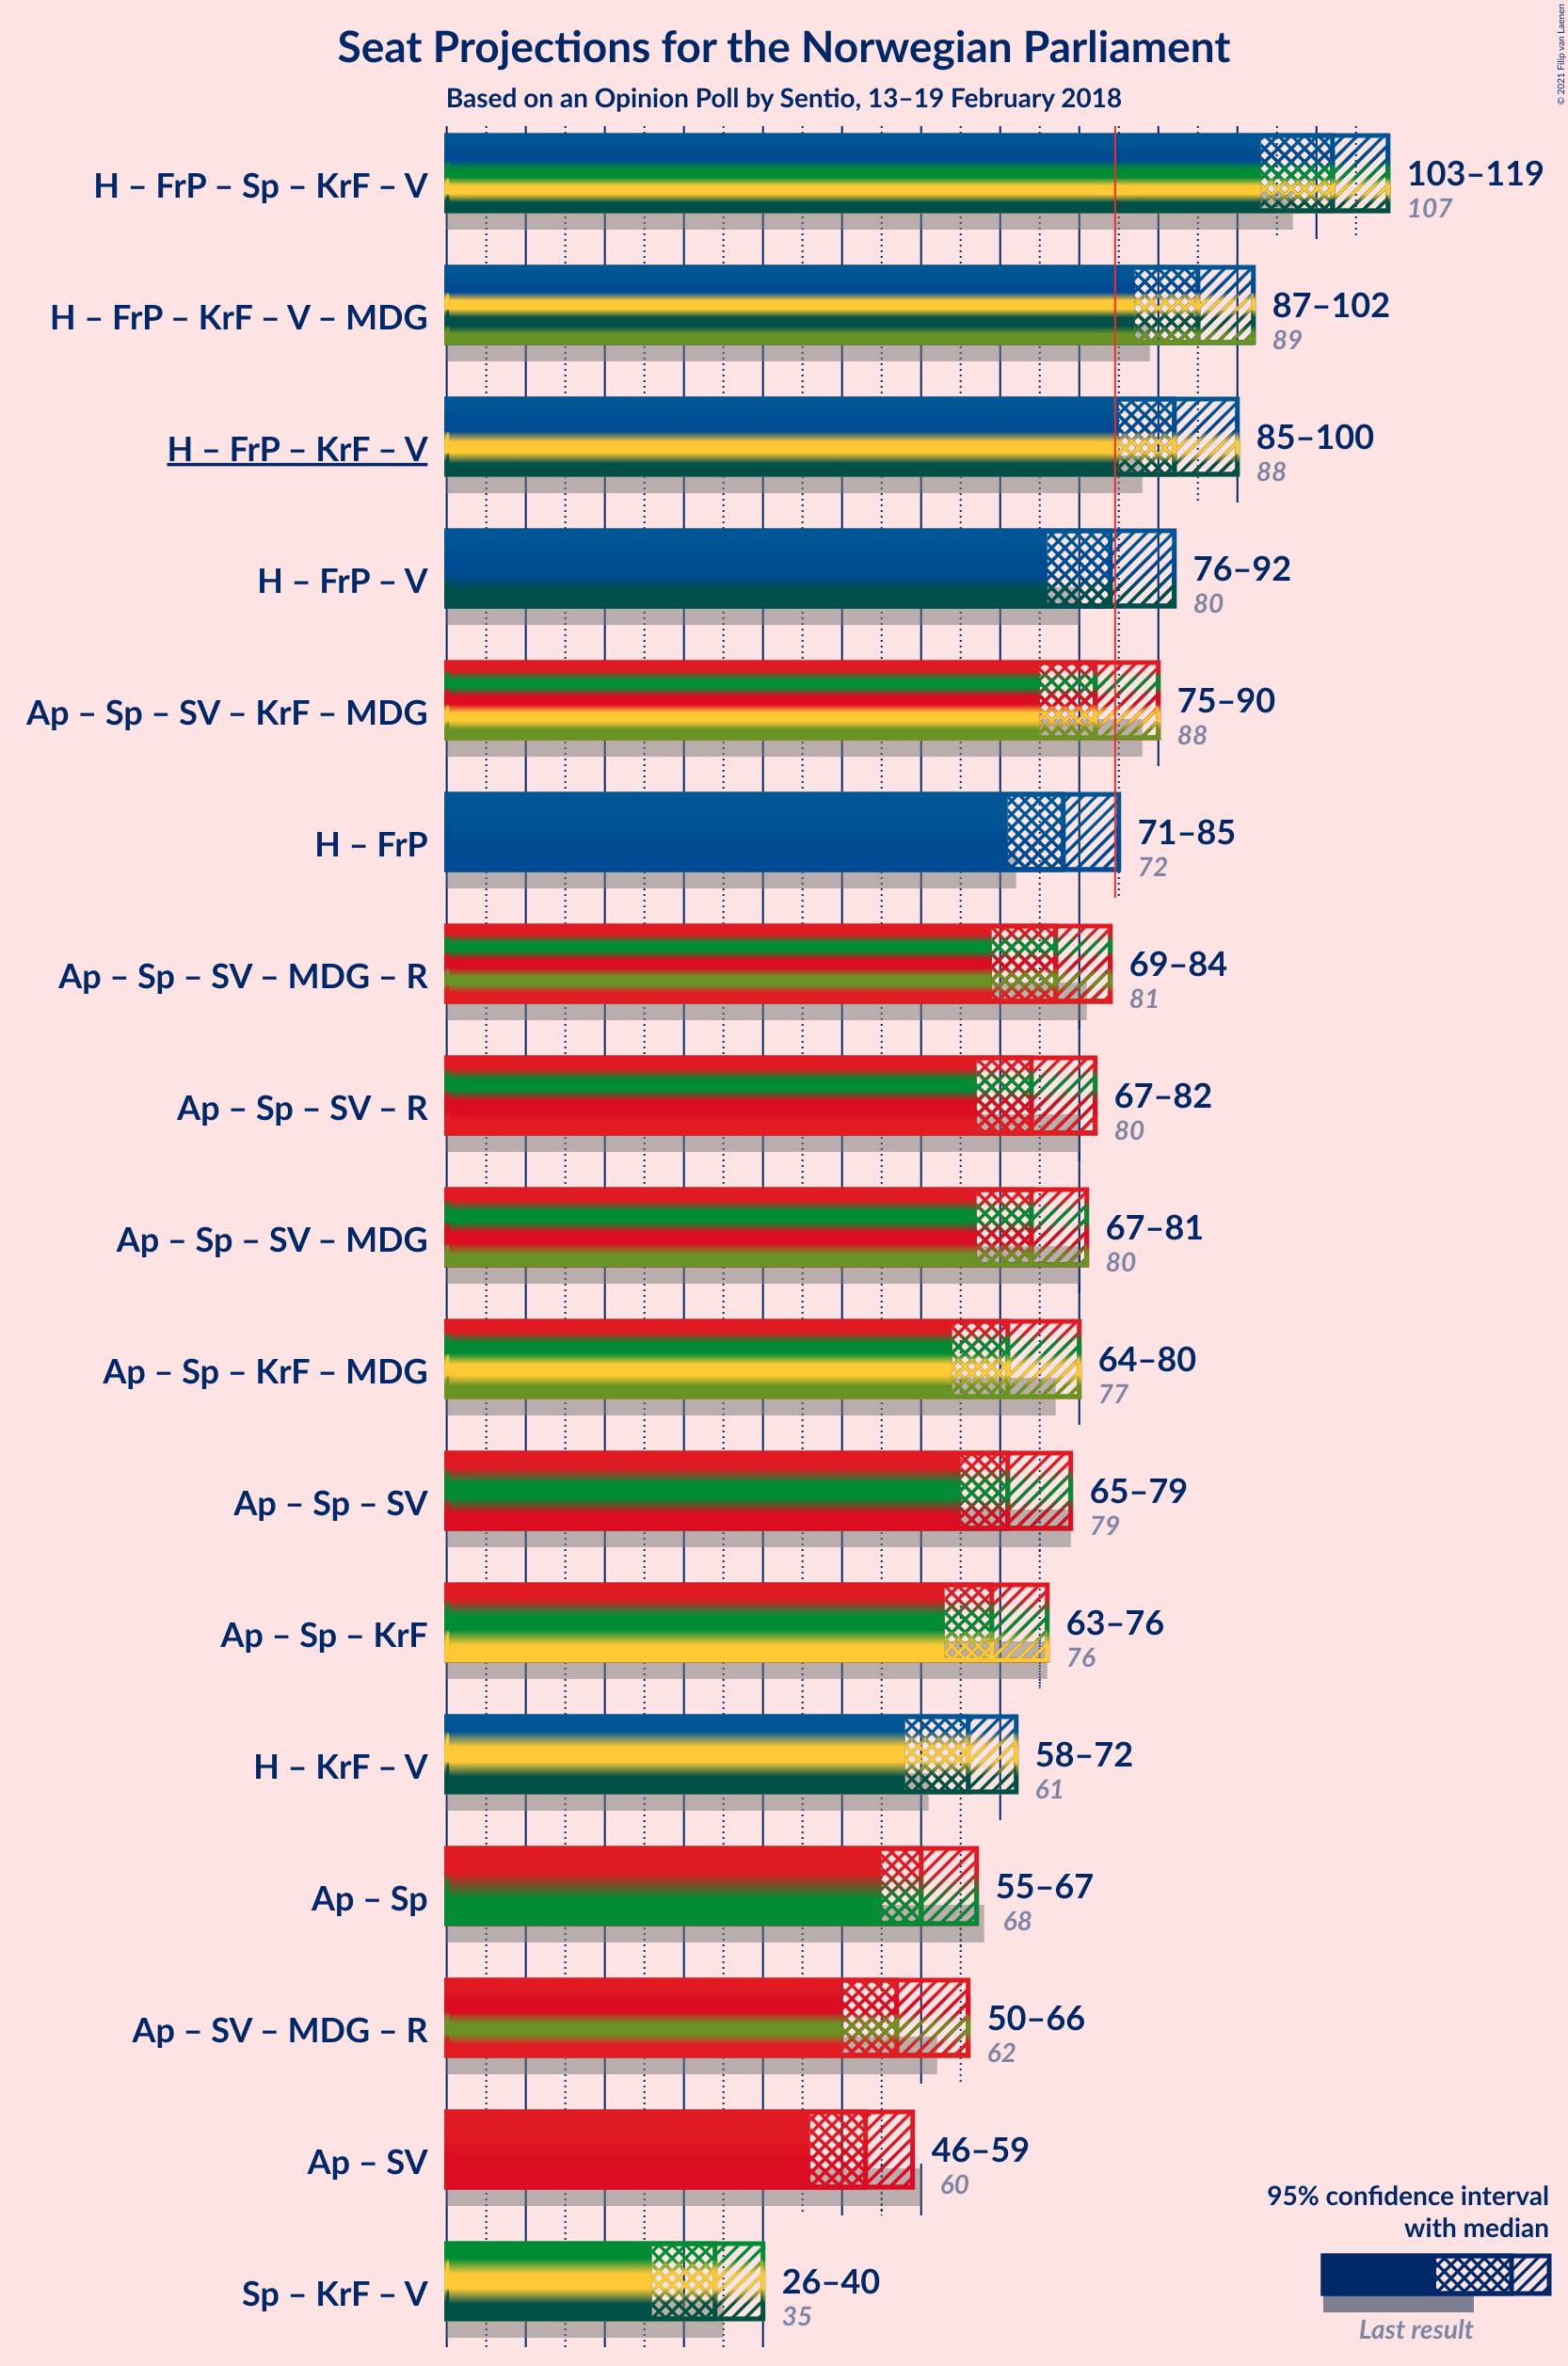 Seat Projections for the Norwegian Parliament
Based on an Opinion Poll by Sentio, 13–19 February 2018
© 2021 Filip van Laenen
H – FrP – Sp – KrF – V
103–119
107
H – FrP – KrF – V – MDG
87–102
89
H – FrP – KrF – V
85–100
88
H – FrP – V
76–92
80
Ap – Sp – SV – KrF – MDG
75–90
88
H – FrP
71–85
72
Ap – Sp – SV – MDG – R
69–84
81
Ap – Sp – SV – R
67–82
80
Ap – Sp – SV – MDG
67–81
80
Ap – Sp – KrF – MDG
64–80
77
Ap – Sp – SV
65–79
79
Ap – Sp – KrF
63–76
76
H – KrF – V
58–72
61
Ap – Sp
55–67
68
Ap – SV – MDG – R
50–66
62
Ap – SV
46–59
60
Sp – KrF – V
26–40
35
95% confidence interval
with median
Last result